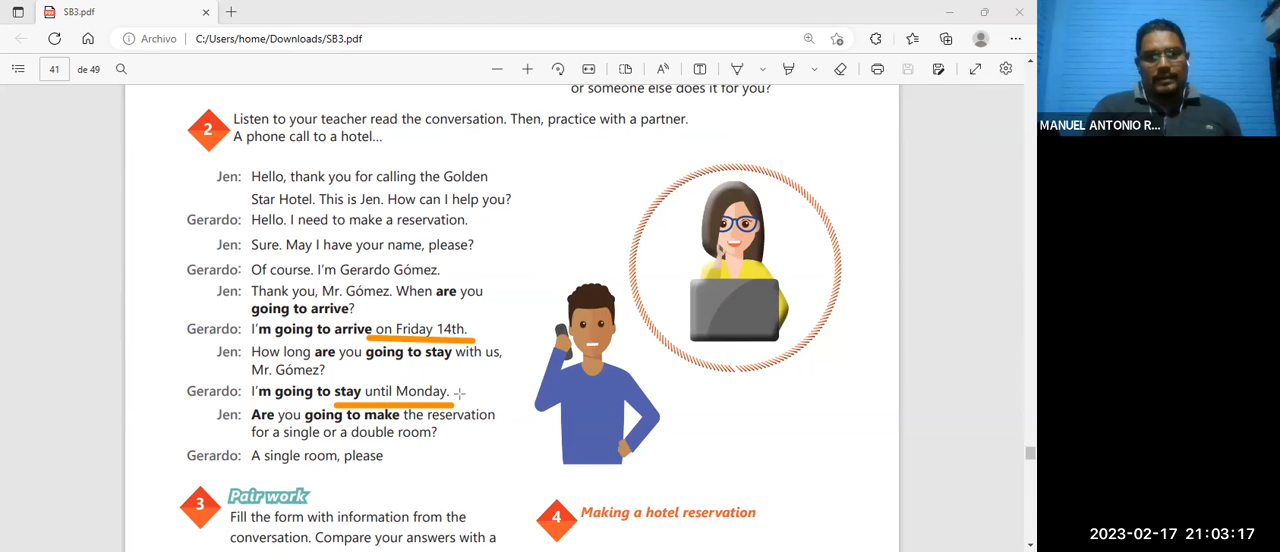 SB3.pdf
Archivo
C:/Users/home/Downloads/SB3.pdf
41 de 49
or someone else does it for you?
MANUEL ANTONIO R...
2 Listen to your teacher read the conversation. Then, practice with a partner.
A phone call to a hotel...
Jen: Hello, thank you for calling the Golden
Star Hotel. This is Jen. How can I help you?
Gerardo: Hello. I need to make a reservation.
Jen: Sure. May I have your name, please?
Gerardo: Of course. I'm Gerardo Gómez.
Jen: Thank you, Mr. Gómez. When are you
going to arrive?
Gerardo: I'm going to arrive on Friday 14th.
Jen: How long are you going to stay with us,
Mr. Gómez?
Gerardo: I'm going to stay until Monday.
Jen: Are you going to make the reservation
for a single or a double room?
Gerardo: A single room, please
3 Pair work
Fill the form with information from the
conversation. Compare your answers with a
4 Making a hotel reservation
2023-02-17 21:03:17